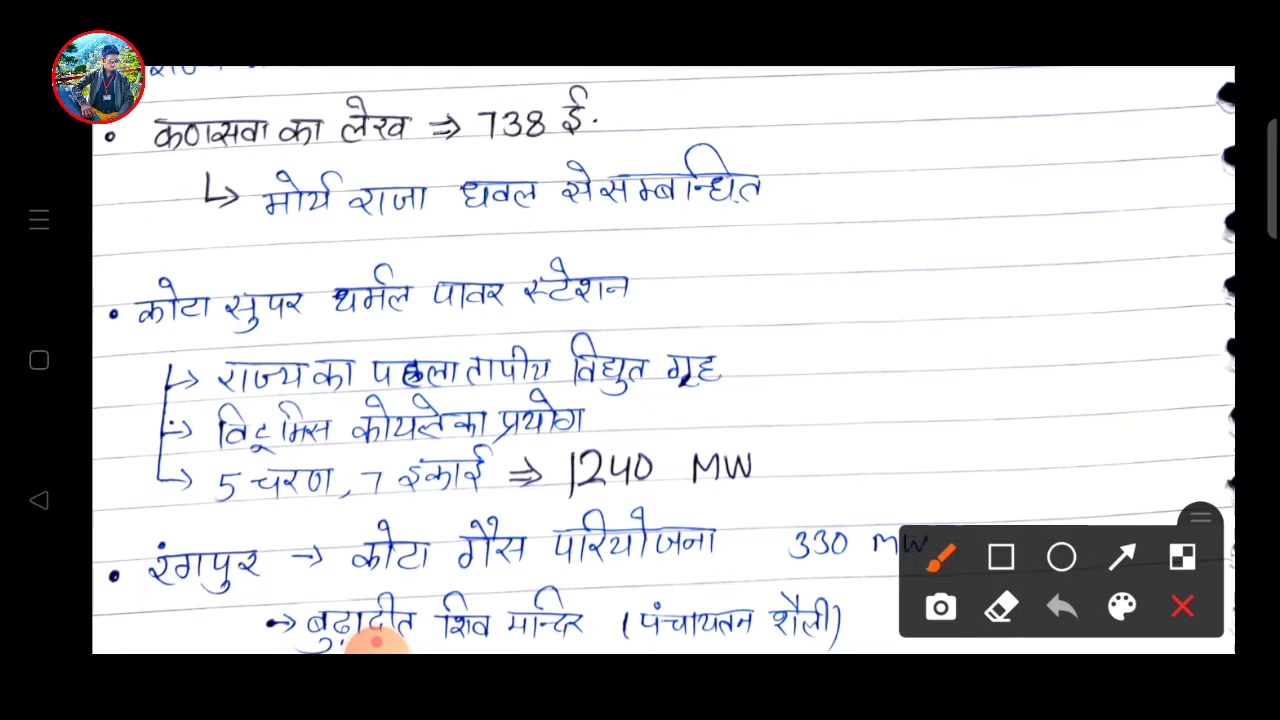 • कणसवा का लेख ⇒ 738 ई.
↳ मोर्य राजा धवल से सम्बन्धित
• कोटा सुपर थर्मल पावर स्टेशन
↳ राज्य का पहला तापीय विद्युत गृह
→ विटूमिस कोयले का प्रयोग
↳ 5 चरण, 7 इकाई ⇒ 1240 MW
• रंगपुर → कोटा गैस परियोजना 330 MW
→ बुढ़ादीत शिव मन्दिर (पंचायतन शैली)